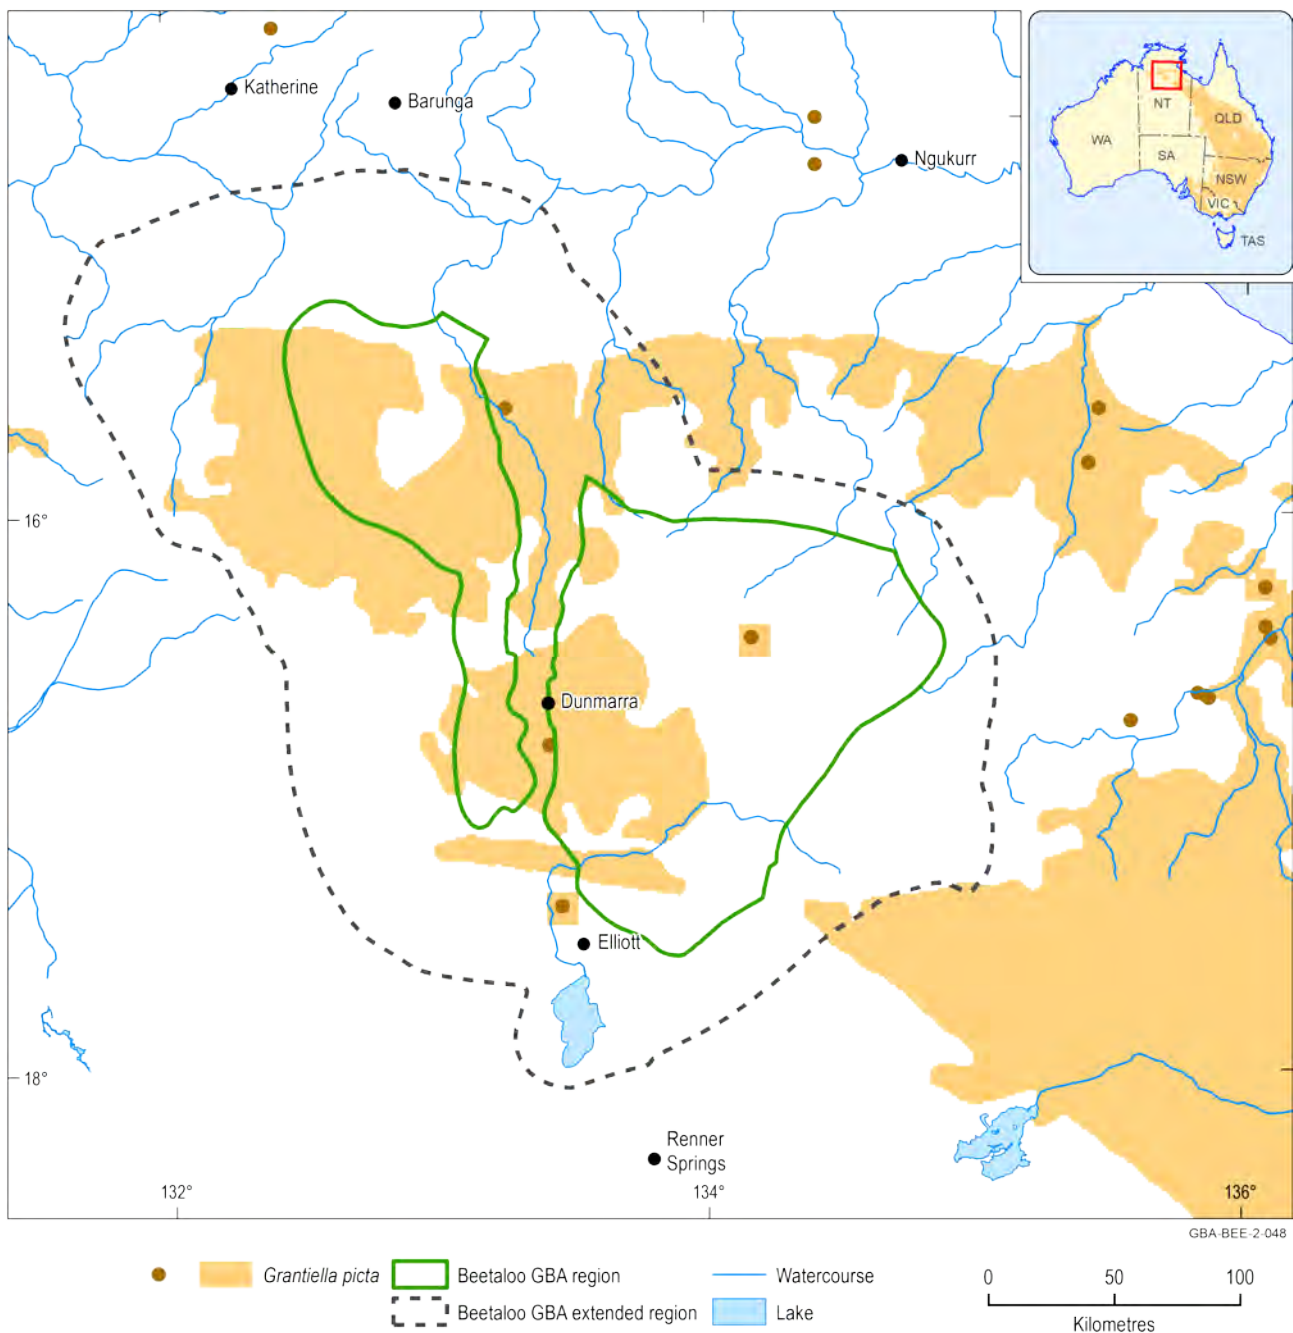 Katherine
Barunga
Ngukurr
WA
NT
QLD
SA
NSW
VIC
TAS
16°
Dunmarra
Elliott
18°
Renner
Springs
132°
134°
136°
GBA-BEE-2-048
Grantiella picta
Beetaloo GBA region
Watercourse
0 50 100
Beetaloo GBA extended region
Lake
Kilometres